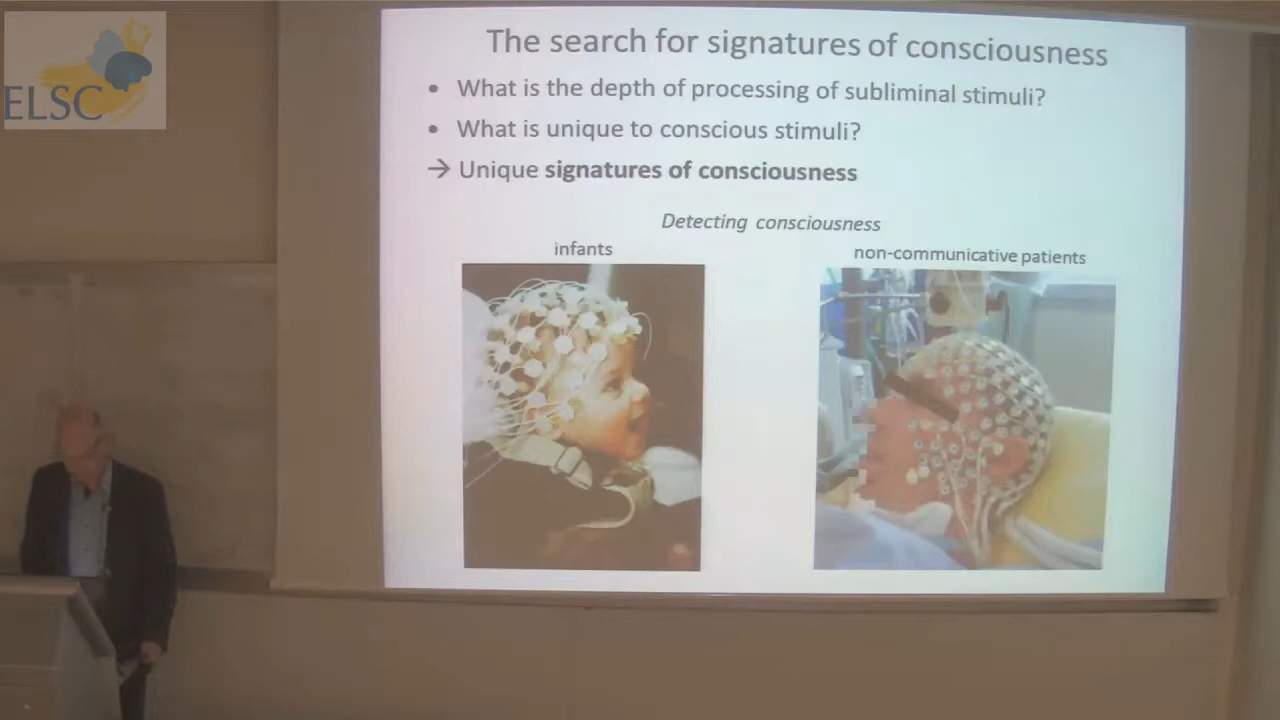 ELSC
The search for signatures of consciousness
• What is the depth of processing of subliminal stimuli?
• What is unique to conscious stimuli?
→ Unique signatures of consciousness
Detecting consciousness
infants
non-communicative patients